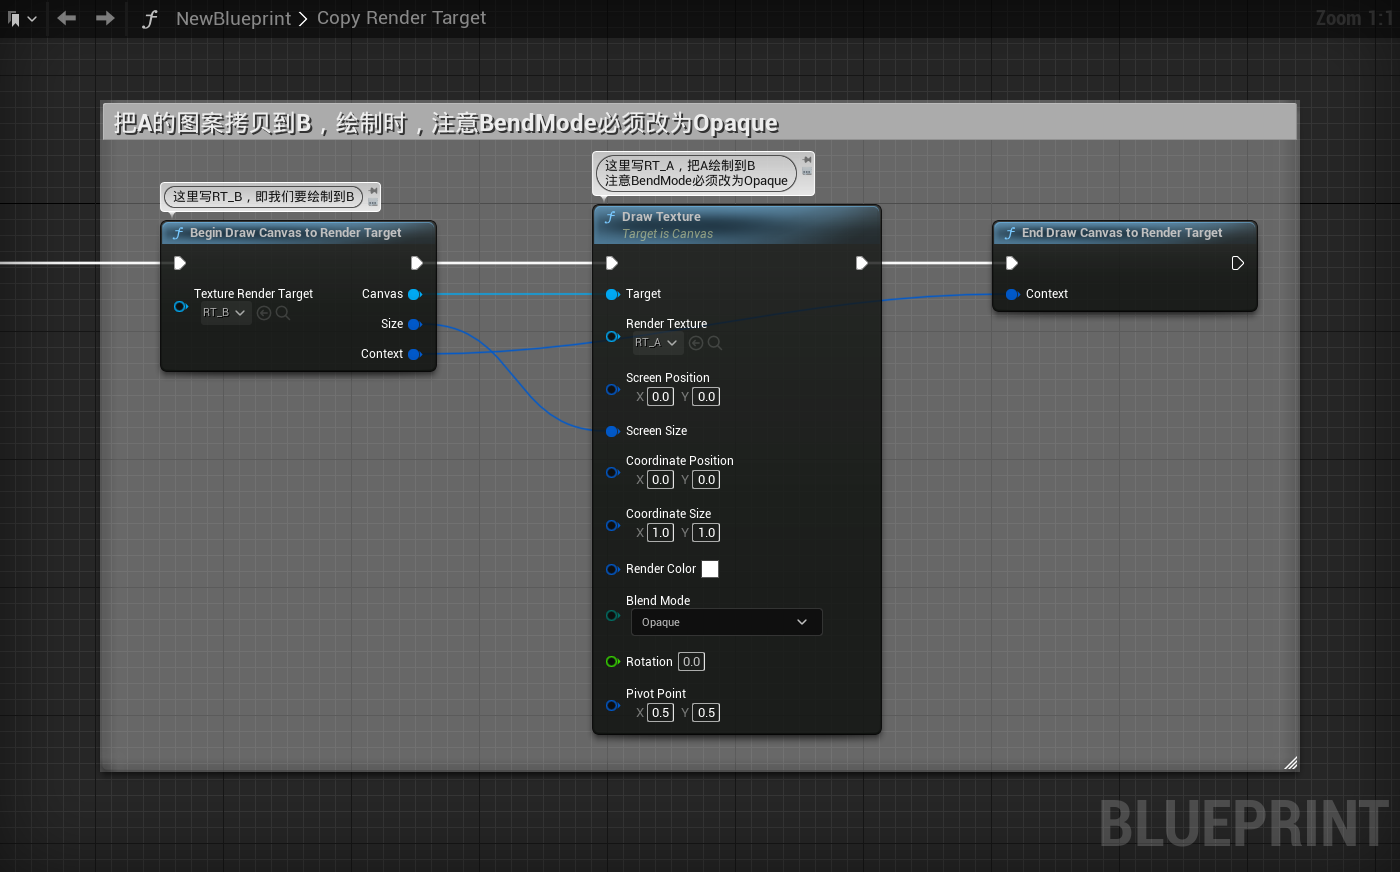 NewBlueprint > Copy Render Target
Zoom 1:1
把A的图案拷贝到B，绘制时，注意BendMode必须改为Opaque
这里写RT_B，即我们要绘制到B
Begin Draw Canvas to Render Target
Texture Render Target
RT_B
Canvas
Size
Context
这里写RT_A，把A绘制到B
注意BendMode必须改为Opaque
Draw Texture
Target is Canvas
Target
Render Texture
RT_A
Screen Position
X 0.0 Y 0.0
Screen Size
Coordinate Position
X 0.0 Y 0.0
Coordinate Size
X 1.0 Y 1.0
Render Color
Blend Mode
Opaque
Rotation 0.0
Pivot Point
X 0.5 Y 0.5
End Draw Canvas to Render Target
Context
BLUEPRINT